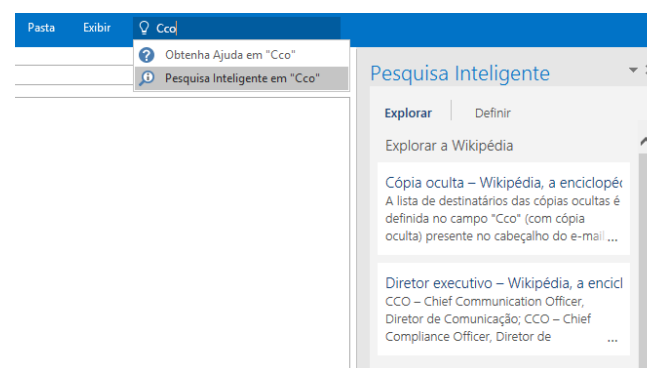 Pasta Exibir Cco
Obtenha Ajuda em "Cco"
Pesquisa Inteligente em "Cco"
Pesquisa Inteligente
Explorar Definir
Explorar a Wikipédia
Cópia oculta – Wikipédia, a enciclopéc
A lista de destinatários das cópias ocultas é
definida no campo "Cco" (com cópia
oculta) presente no cabeçalho do e-mail ...
Diretor executivo – Wikipédia, a encicl
CCO – Chief Communication Officer,
Diretor de Comunicação; CCO – Chief
Compliance Officer, Diretor de ...